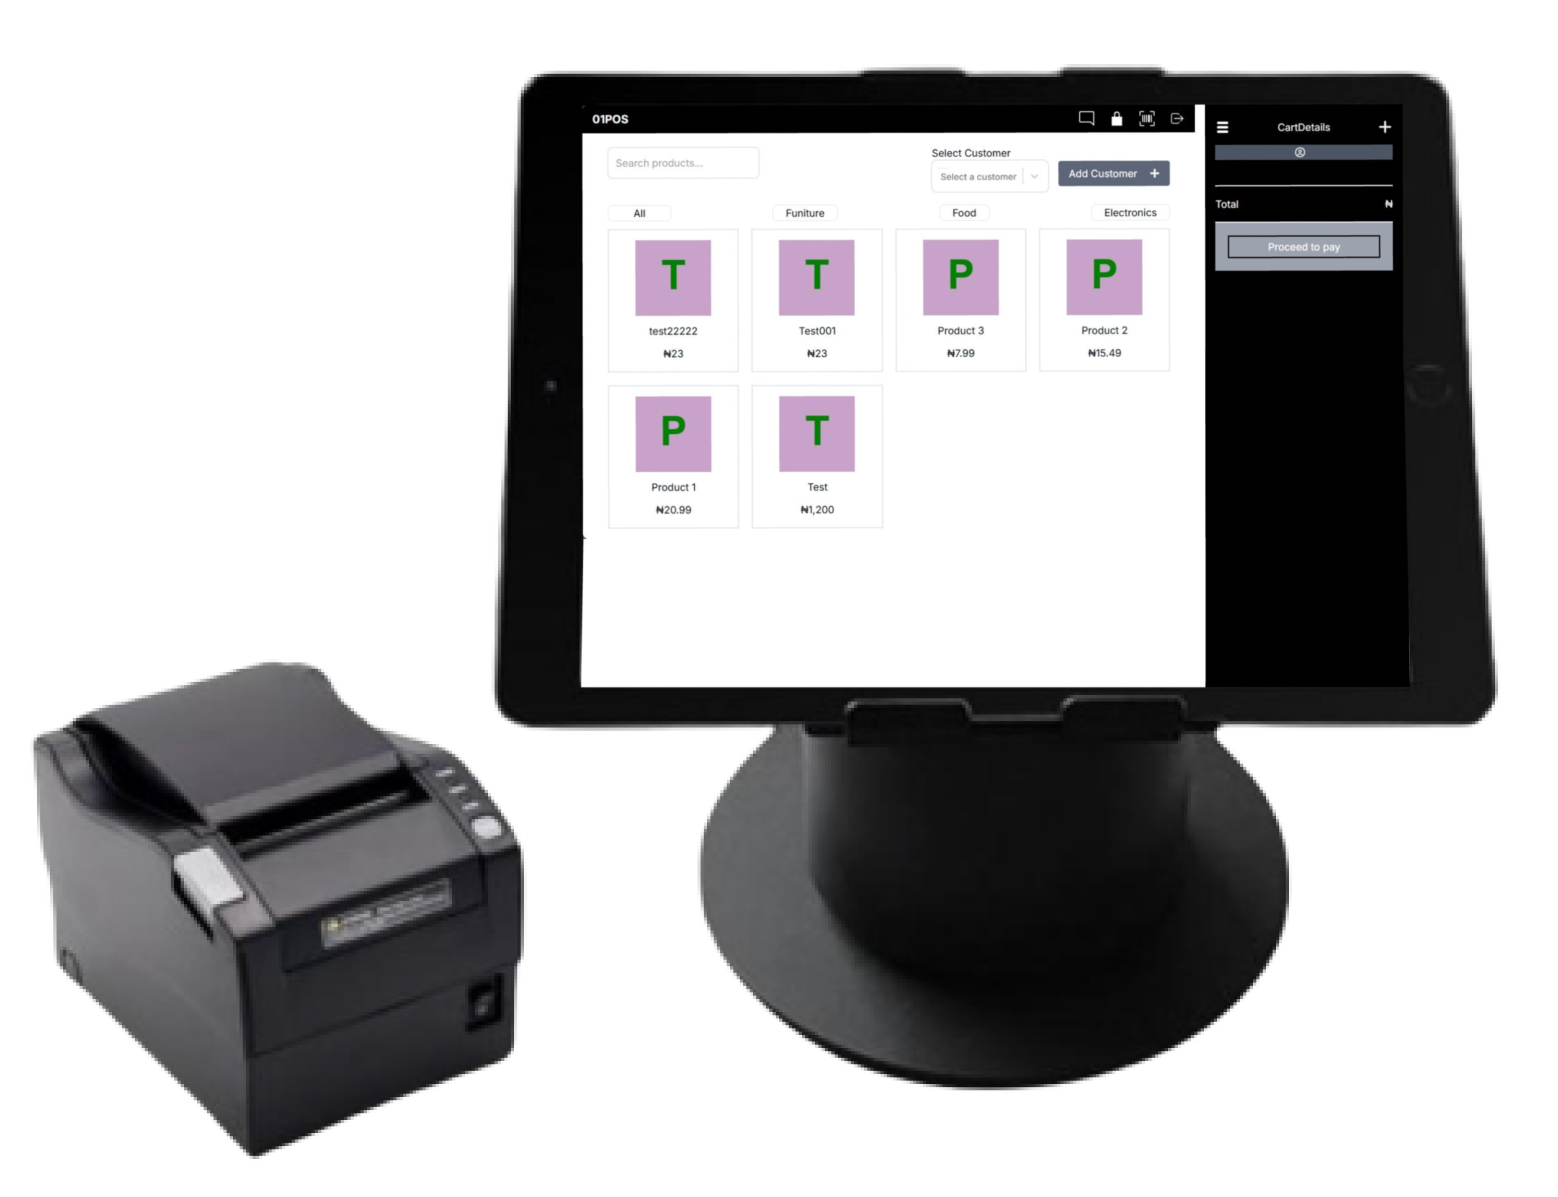 01POS
CartDetails
Search products...
Select Customer
Select a customer
Add Customer +
Total ₦
All Funiture Food Electronics
Proceed to pay
T T P P
test22222 Test001 Product 3 Product 2
₦23 ₦23 ₦7.99 ₦15.49
P T
Product 1 Test
₦20.99 ₦1,200